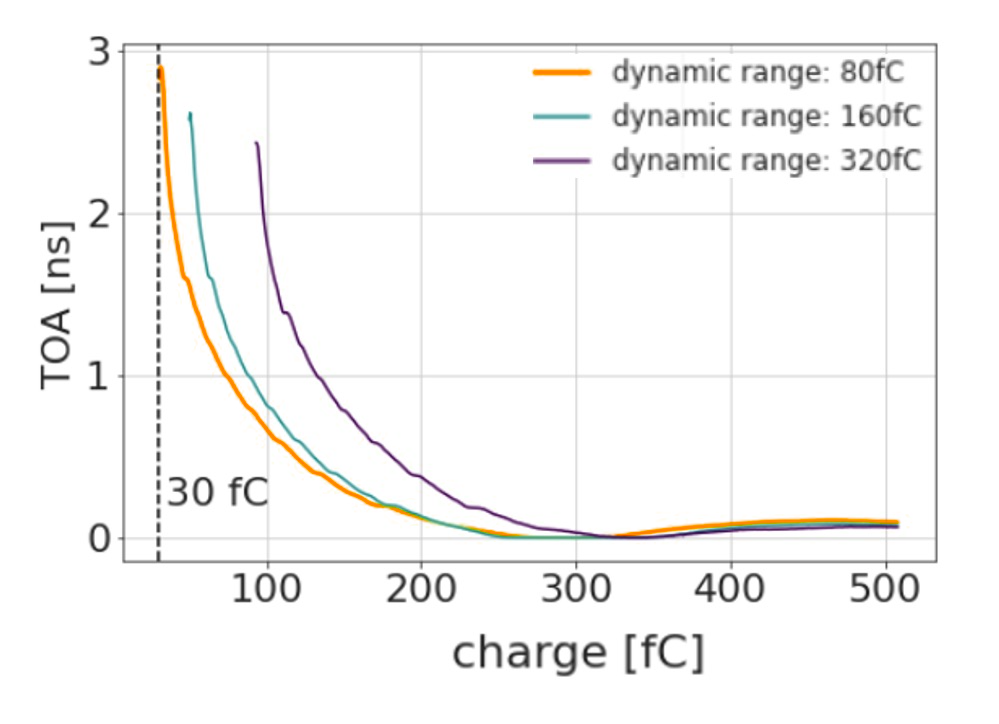 dynamic range: 80fC
dynamic range: 160fC
dynamic range: 320fC
3
2
1
0
TOA [ns]
30 fC
100 200 300 400 500
charge [fC]